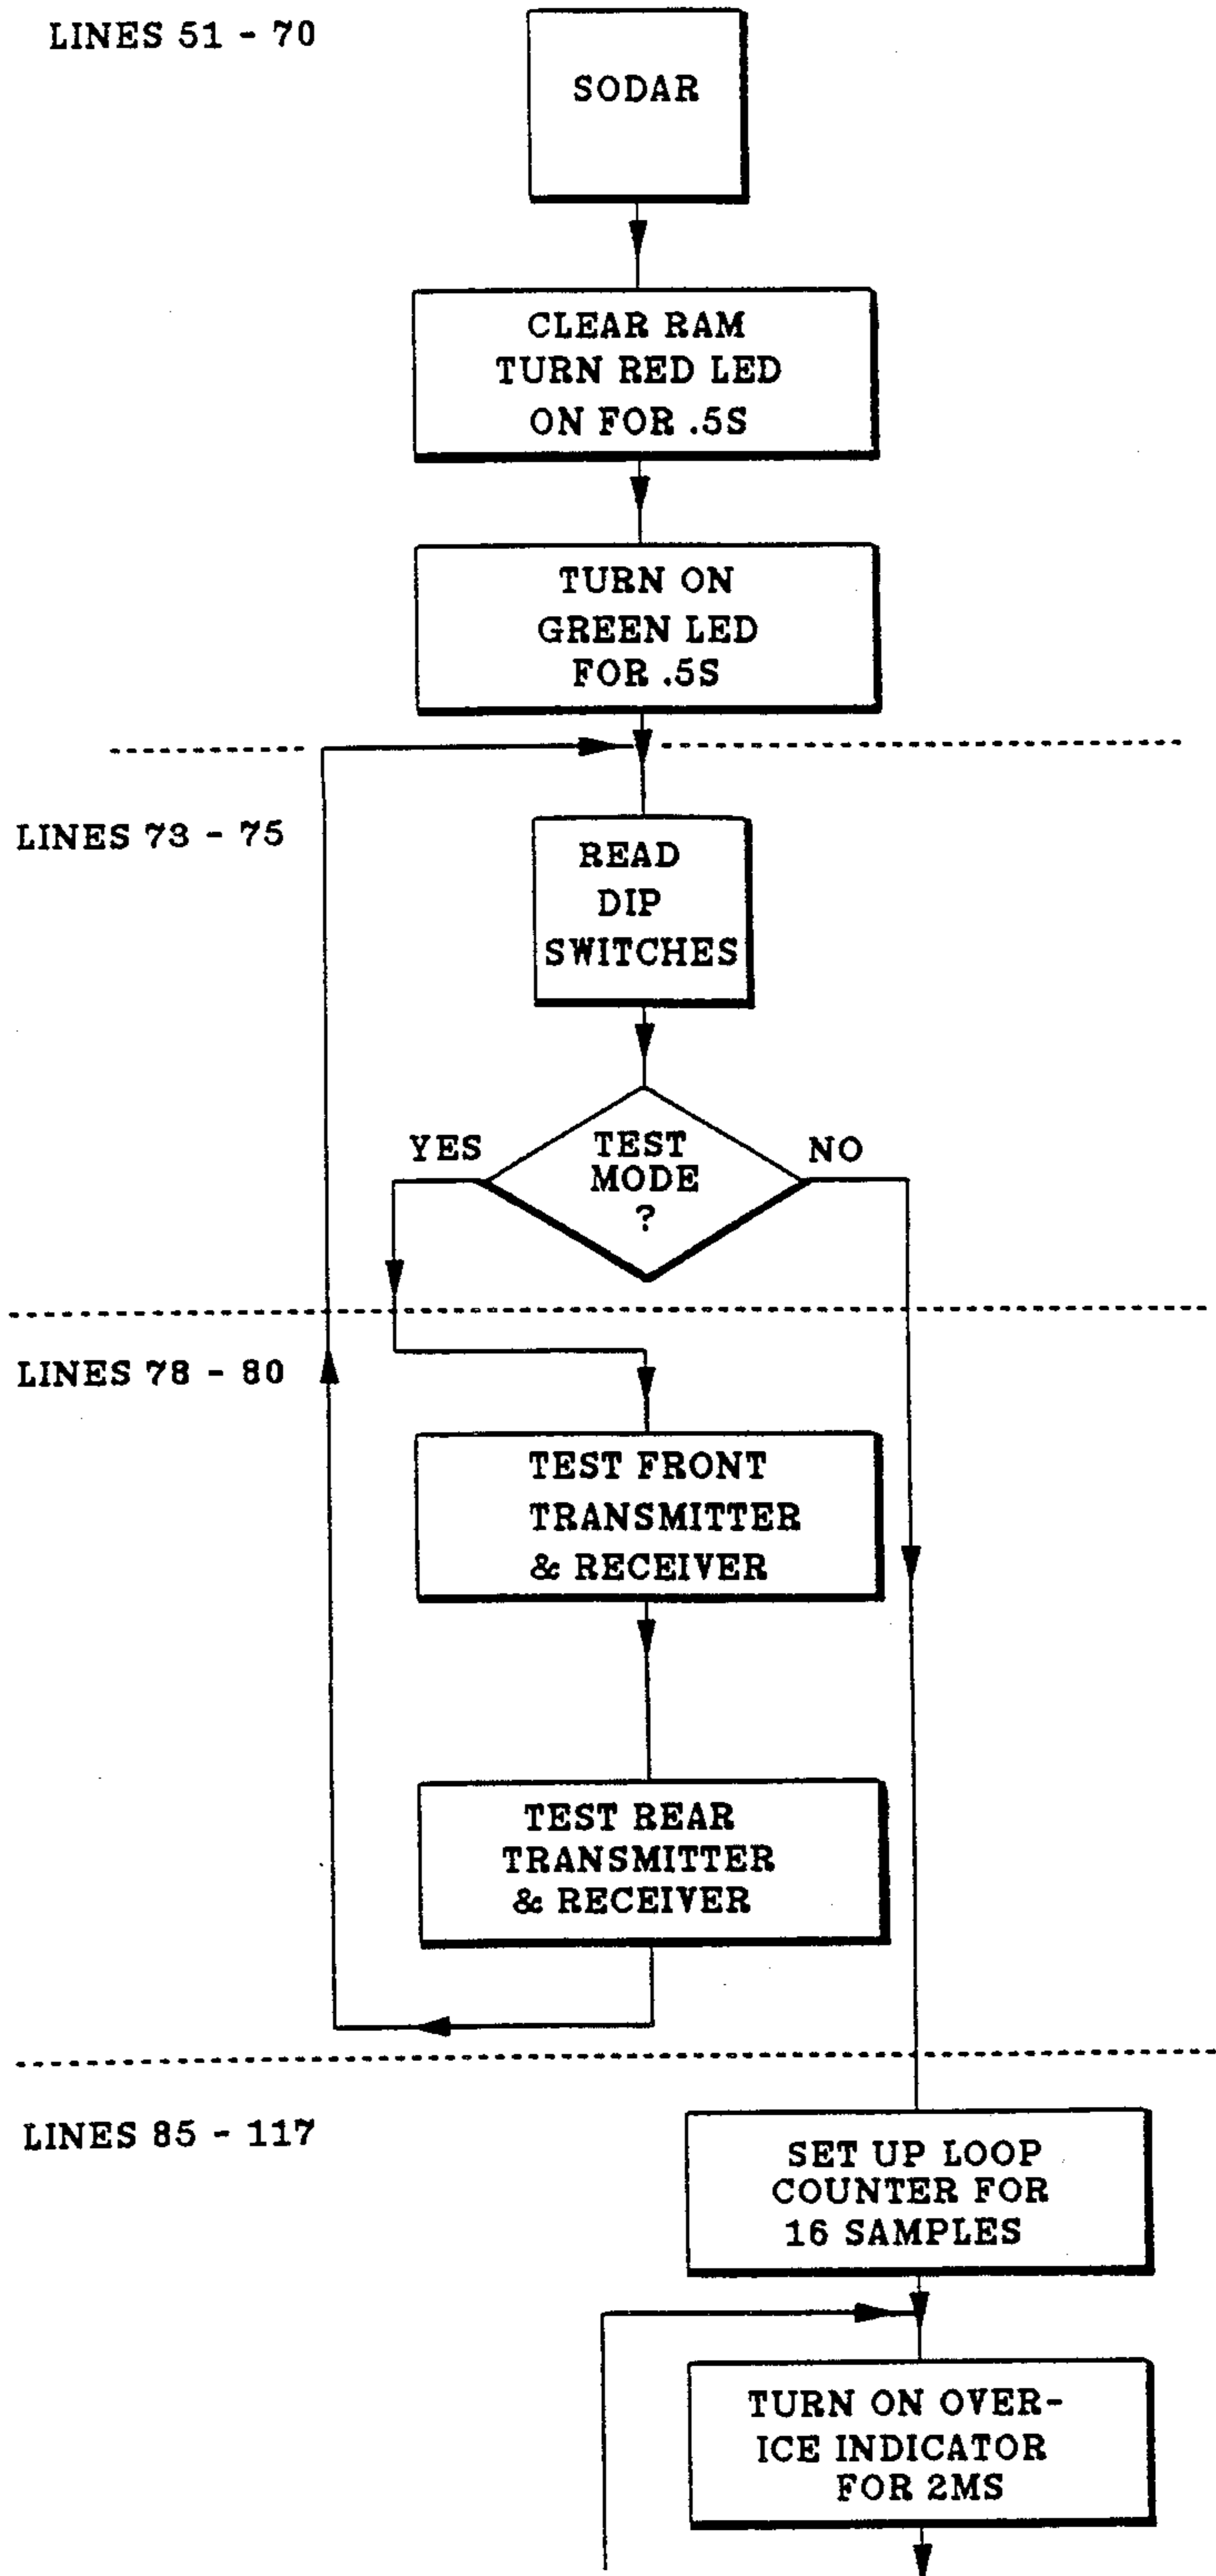 LINES 51 - 70
SODAR
CLEAR RAM
TURN RED LED
ON FOR .5S
TURN ON
GREEN LED
FOR .5S
LINES 73 - 75
READ
DIP
SWITCHES
YES
TEST
MODE
?
NO
LINES 78 - 80
TEST FRONT
TRANSMITTER
& RECEIVER
TEST REAR
TRANSMITTER
& RECEIVER
LINES 85 - 117
SET UP LOOP
COUNTER FOR
16 SAMPLES
TURN ON OVER-
ICE INDICATOR
FOR 2MS